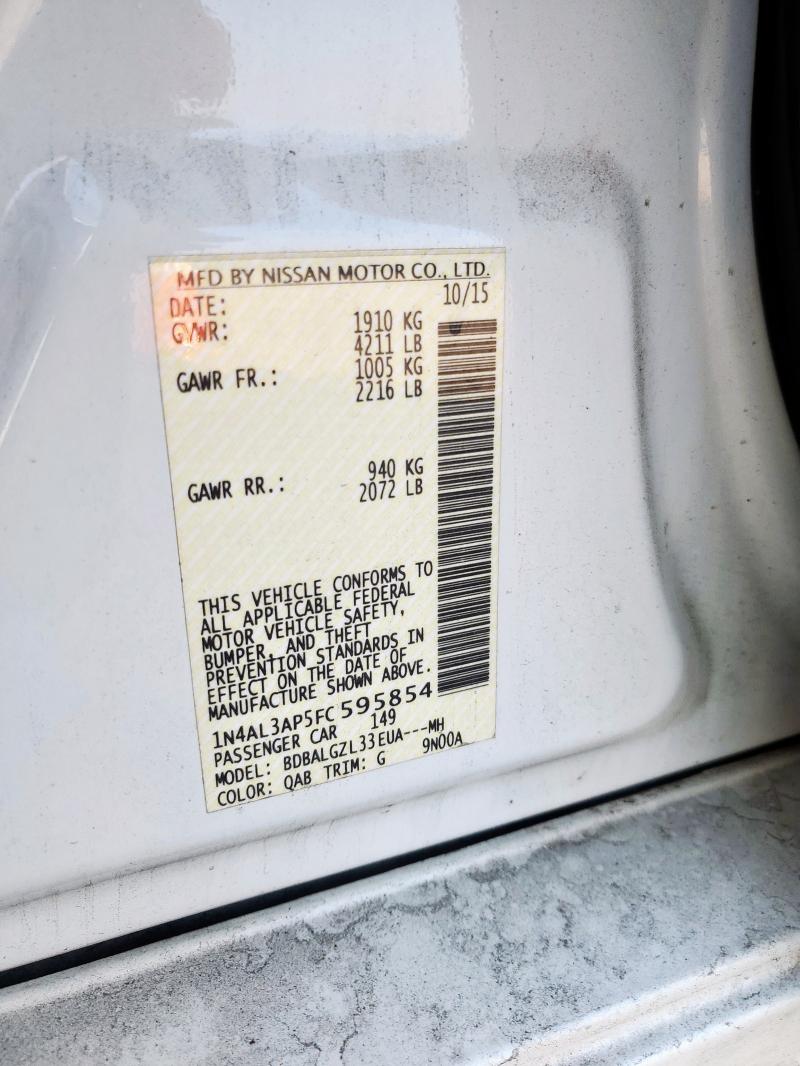 MFD BY NISSAN MOTOR CO., LTD.
DATE: 10/15
GVWR: 1910 KG
4211 LB
GAWR FR.: 1005 KG
2216 LB
GAWR RR.: 940 KG
2072 LB
THIS VEHICLE CONFORMS TO
ALL APPLICABLE FEDERAL
MOTOR VEHICLE SAFETY,
BUMPER, AND THEFT
PREVENTION STANDARDS IN
EFFECT ON THE DATE OF
MANUFACTURE SHOWN ABOVE.
1N4AL3AP5FC595854
PASSENGER CAR 149
MODEL: BDBALGZL33EUA---MH
COLOR: QAB TRIM: G 9N00A